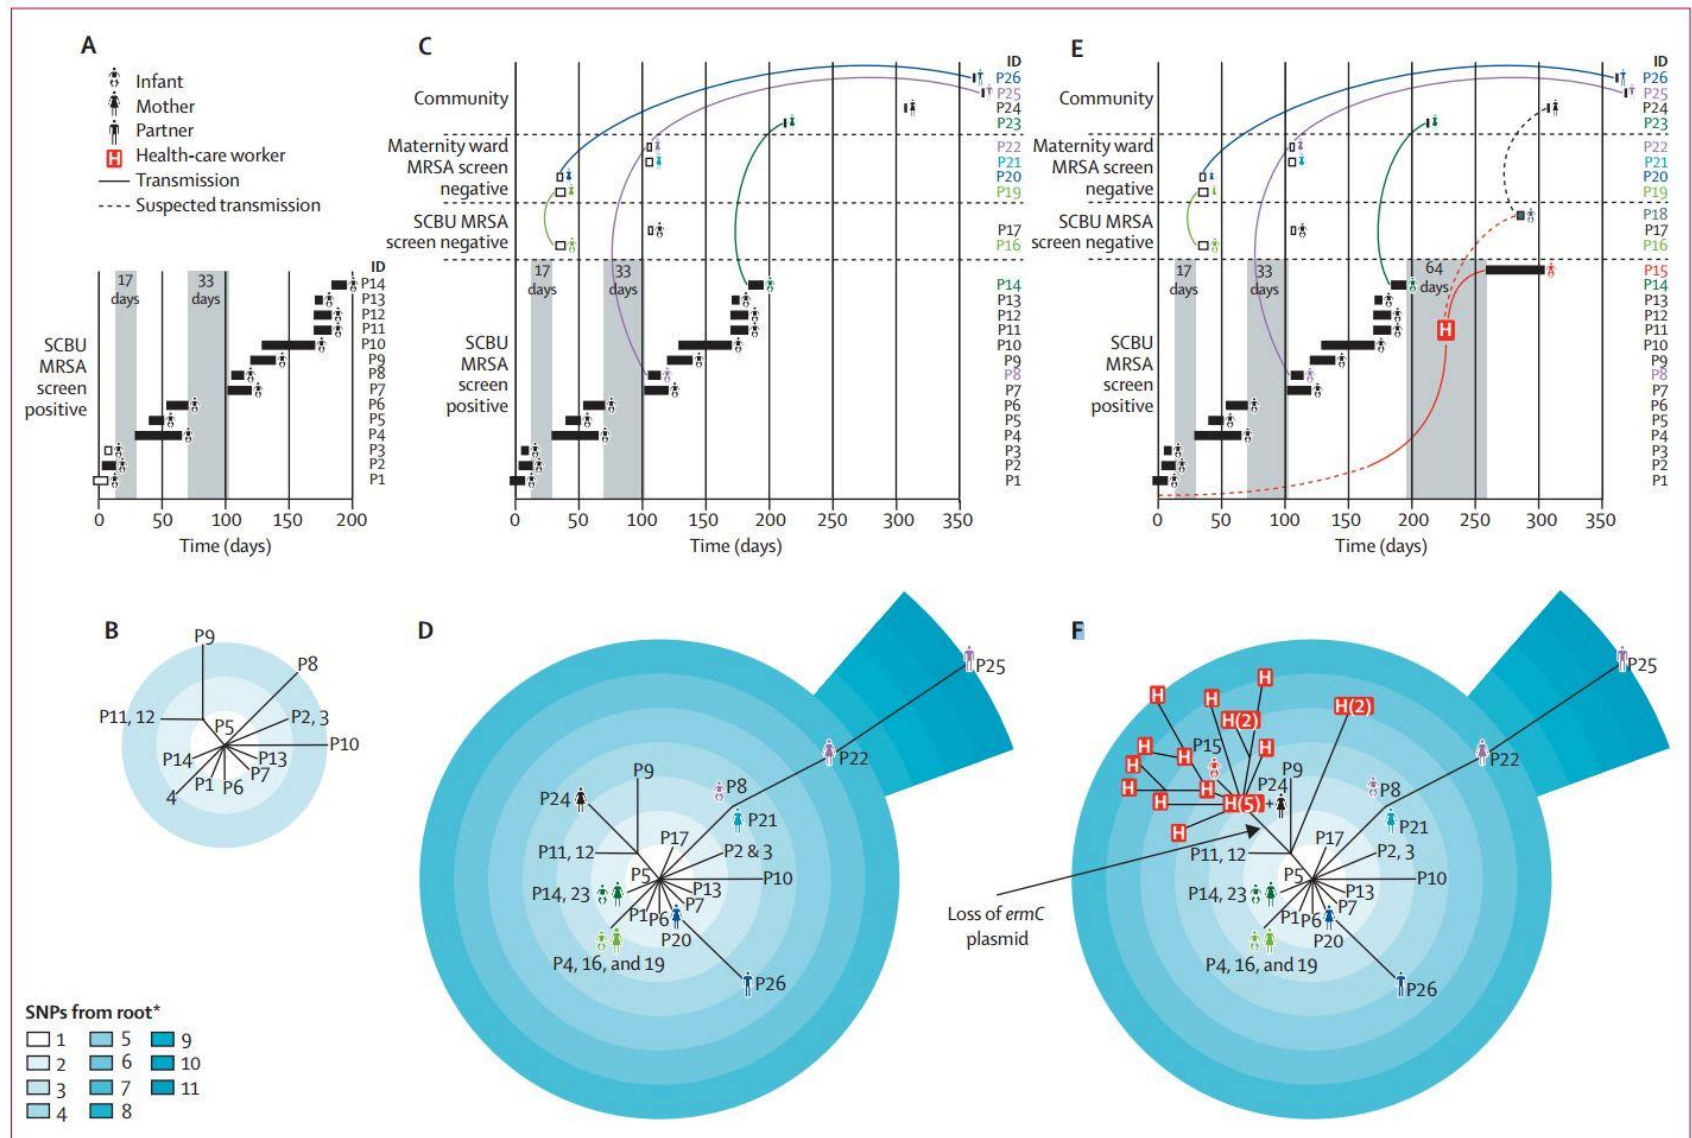 A
Infant
Mother
Partner
H Health-care worker
Transmission
Suspected transmission
ID
17 days
33 days
SCBU MRSA screen positive
P14
P13
P12
P11
P10
P9
P8
P7
P6
P5
P4
P3
P2
P1
0 50 100 150 200
Time (days)
C
ID
Community
P26
P25
P24
P23
Maternity ward MRSA screen negative
P22
P21
P20
P19
SCBU MRSA screen negative
P17
P16
17 days
33 days
SCBU MRSA screen positive
P14
P13
P12
P11
P10
P9
P8
P7
P6
P5
P4
P3
P2
P1
0 50 100 150 200 250 300 350
Time (days)
E
ID
Community
P26
P25
P24
P23
Maternity ward MRSA screen negative
P22
P21
P20
P19
SCBU MRSA screen negative
P18
P17
P16
17 days
33 days
64 days
H
SCBU MRSA screen positive
P15
P14
P13
P12
P11
P10
P9
P8
P7
P6
P5
P4
P3
P2
P1
0 50 100 150 200 250 300 350
Time (days)
B
P9
P8
P11, 12
P5
P2, 3
P10
P14
P13
P7
P1
P6
4
D
P25
P22
P9
P8
P24
P21
P17
P11, 12
P2 & 3
P5
P10
P14, 23
P13
P7
P1
P6
P20
P4, 16, and 19
P26
F
P25
H
H
H
H(2)
H(2)
P22
H
H
H
P15
H
P9
P24
P8
H
H
H
H(5) +
P21
H
P17
P11, 12
P2, 3
P5
P10
P14, 23
P13
P7
P1
P6
P20
P4, 16, and 19
P26
Loss of ermC
plasmid
SNPs from root*
1 5 9
2 6 10
3 7 11
4 8